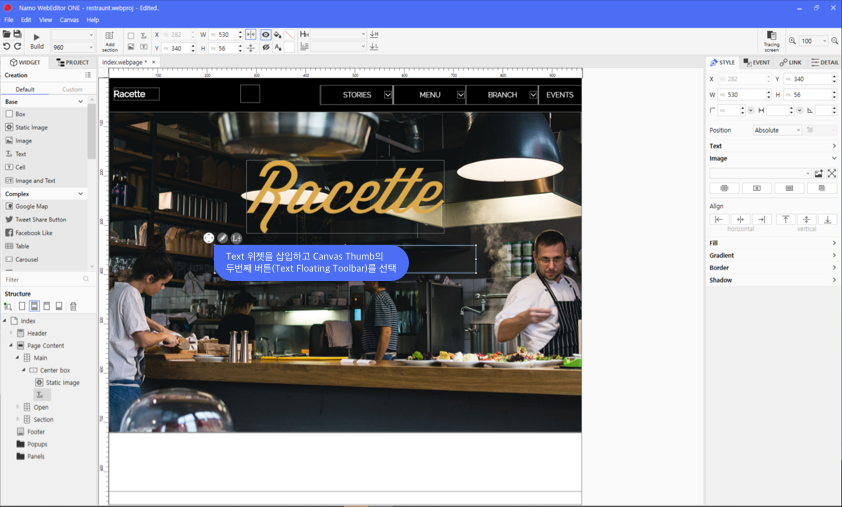 Namo WebEditor ONE - restraunt.webproj - Edited.
File Edit View Canvas Help
Build
960
Add section
X 282 W 530
Y 340 H 56
Tracing screen
100
WIDGET PROJECT
index.webpage *
STYLE EVENT LINK DETAIL
Creation
Default Custom
Base
Box
Static Image
Image
Text
Cell
Image and Text
Complex
Google Map
Tweet Share Button
Facebook Like
Table
Carousel
Filter
Structure
index
Header
Page Content
Main
Center box
Static Image
Open
Section
Footer
Popups
Panels
Racette
STORIES MENU BRANCH EVENTS
Racette
Text 위젯을 삽입하고 Canvas Thumb의
두번째 버튼(Text Floating Toolbar)를 선택
X 282 Y 340
W 530 H 56
Position Absolute
Text
Image
Align
horizontal vertical
Fill
Gradient
Border
Shadow